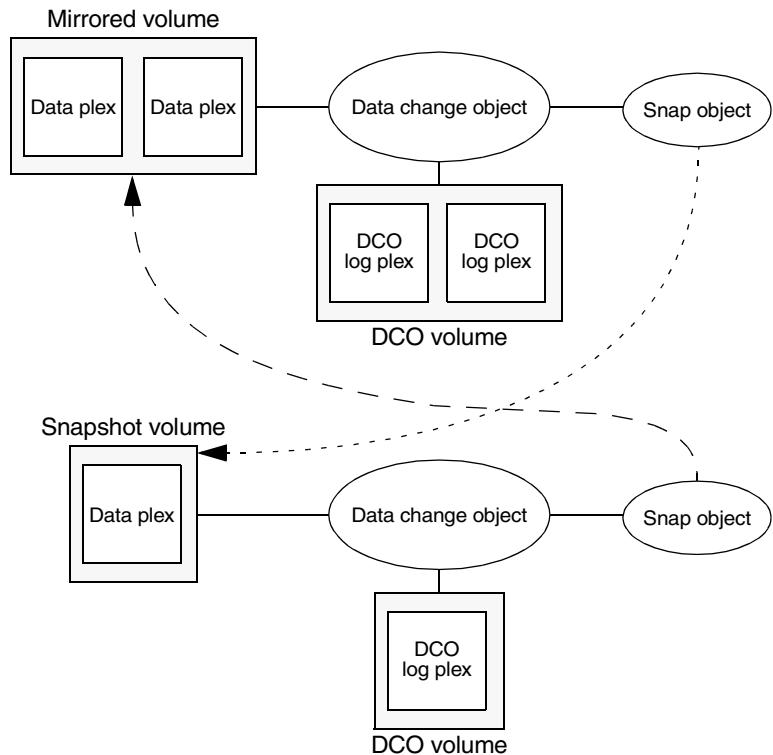 Mirrored volume
Data plex
Data plex
Data change object
Snap object
DCO
log plex
DCO
log plex
DCO volume
Snapshot volume
Data plex
Data change object
Snap object
DCO
log plex
DCO volume